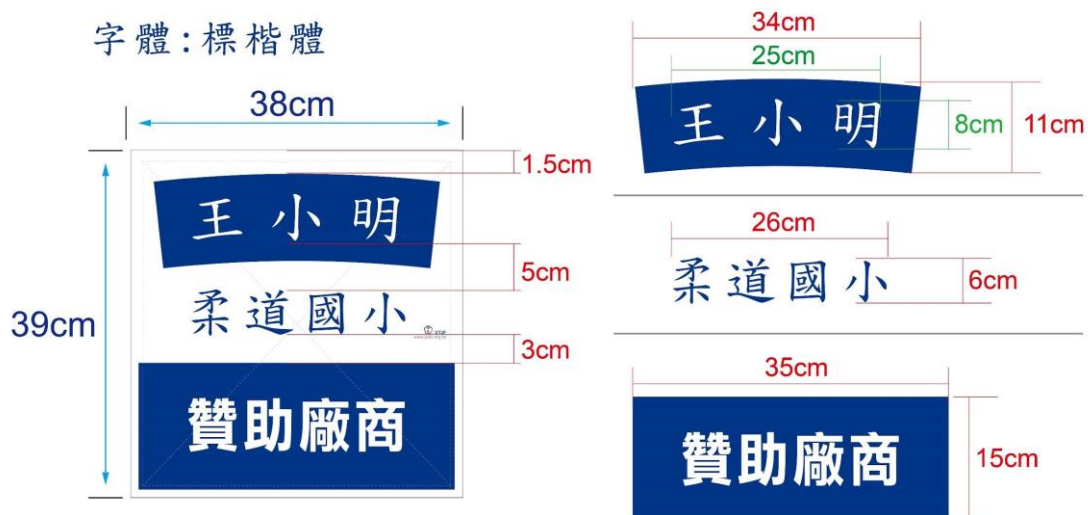 字體:標楷體
38cm
39cm
1.5cm
王小明
5cm
柔道國小
3cm
贊助廠商
34cm
25cm
王小明
8cm
11cm
26cm
柔道國小
6cm
35cm
贊助廠商
15cm